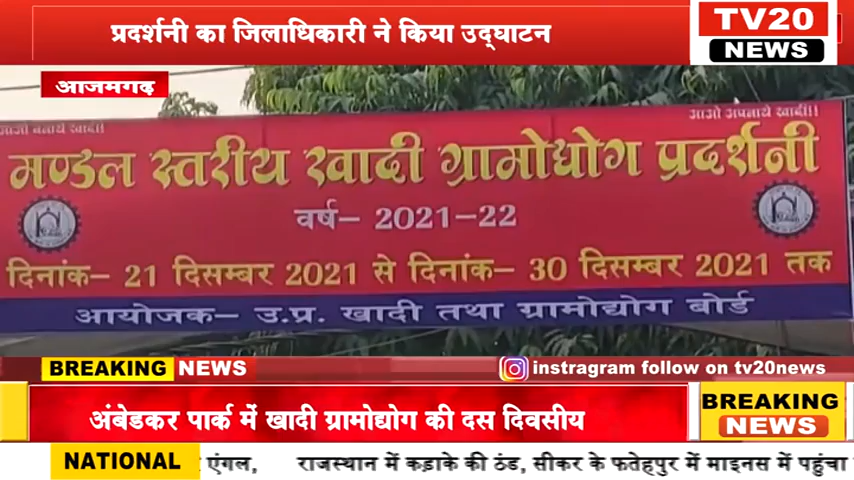 प्रदर्शनी का जिलाधिकारी ने किया उद्घाटन
TV20
NEWS
आजमगढ़
आओ बनाये खादी!
आओ अपनाये खादी!!
मण्डल स्तरीय खादी ग्रामोद्योग प्रदर्शनी
वर्ष– 2021–22
दिनांक– 21 दिसम्बर 2021 से दिनांक– 30 दिसम्बर 2021 तक
आयोजक– उ.प्र. खादी तथा ग्रामोद्योग बोर्ड
BREAKING NEWS
instragram follow on tv20news
अंबेडकर पार्क में खादी ग्रामोद्योग की दस दिवसीय
BREAKING
NEWS
NATIONAL
एंगल, राजस्थान में कड़ाके की ठंड, सीकर के फतेहपुर में माइनस में पहुंचा